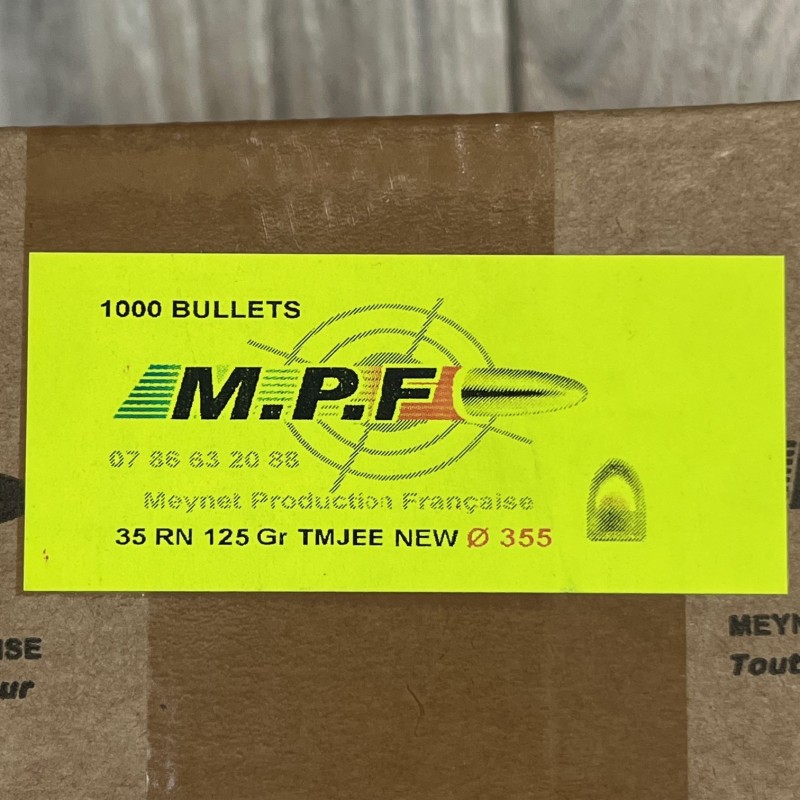 1000 BULLETS
M.P.F
07 86 63 20 88
Meynet Production Française
35 RN 125 Gr TMJEE NEW Ø 355